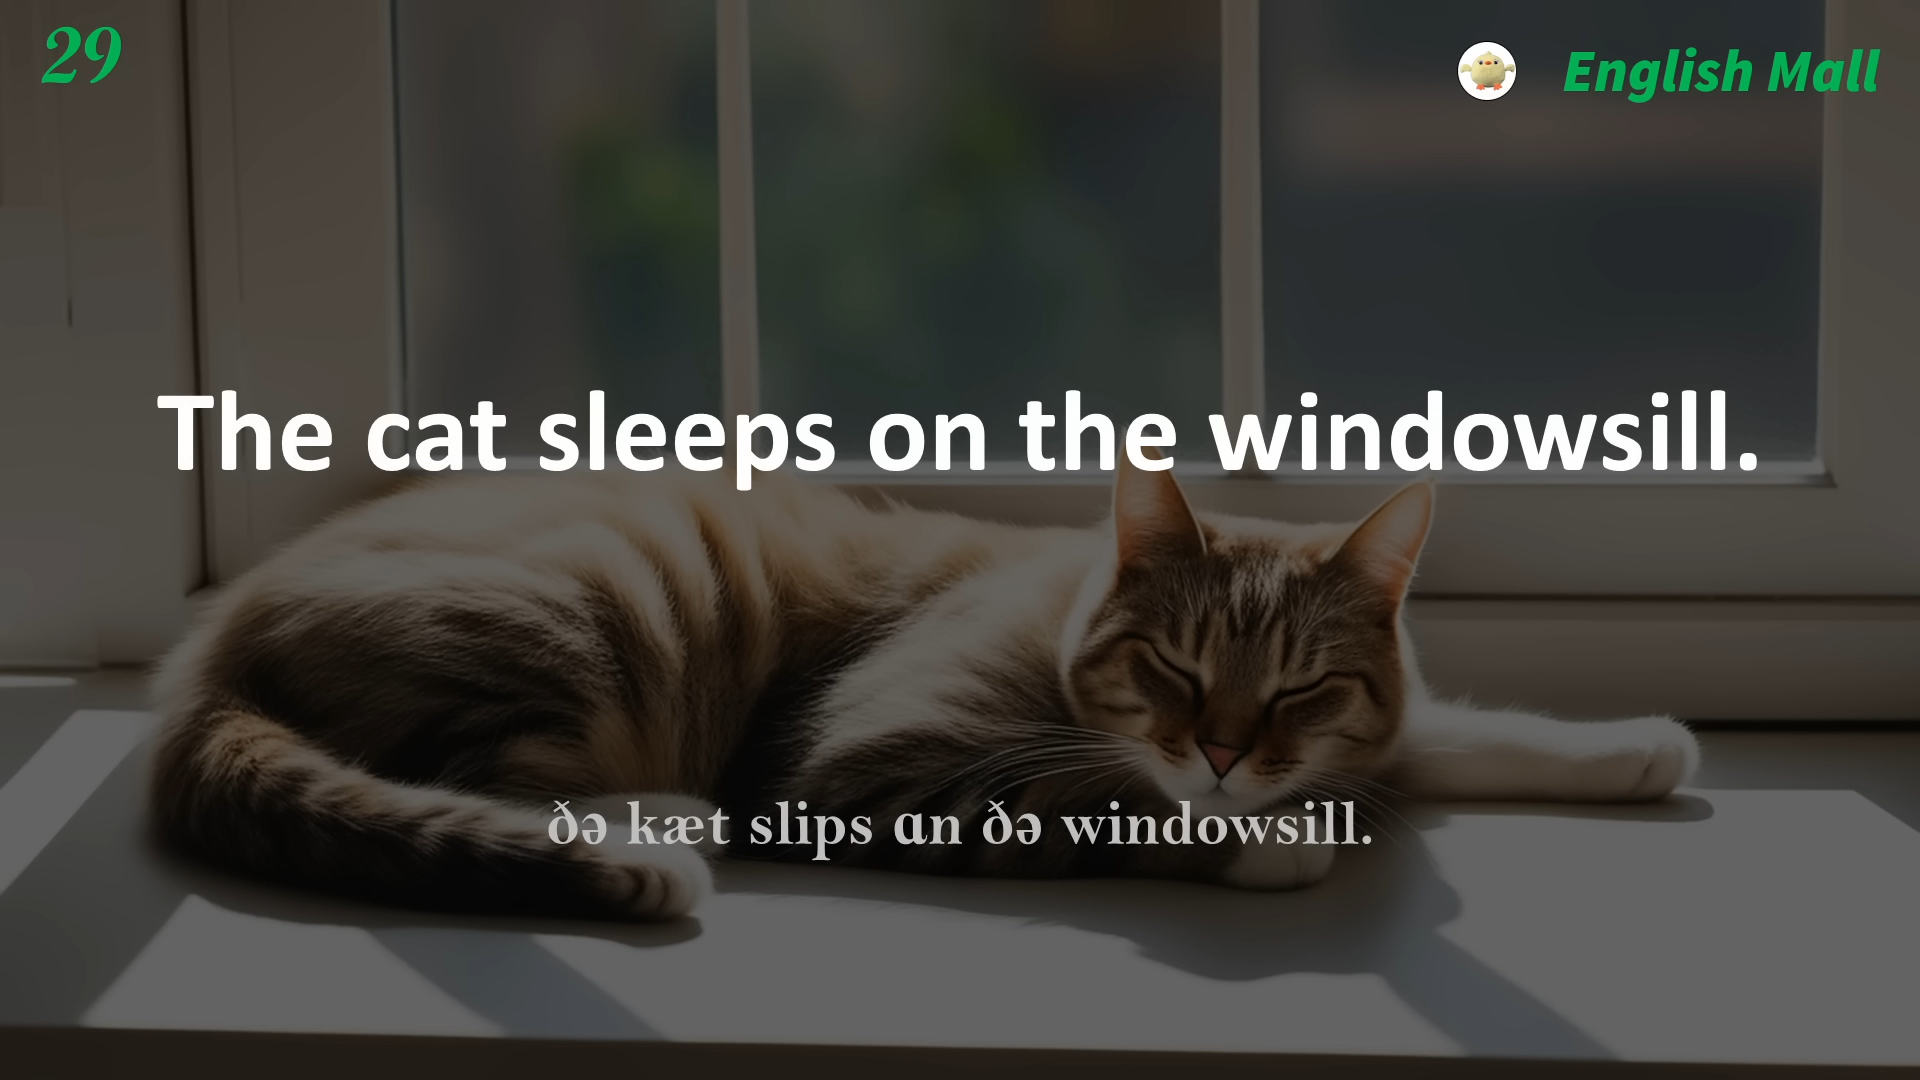 29
English Mall
The cat sleeps on the windowsill.
ðə kæt slips ɑn ðə windowsill.